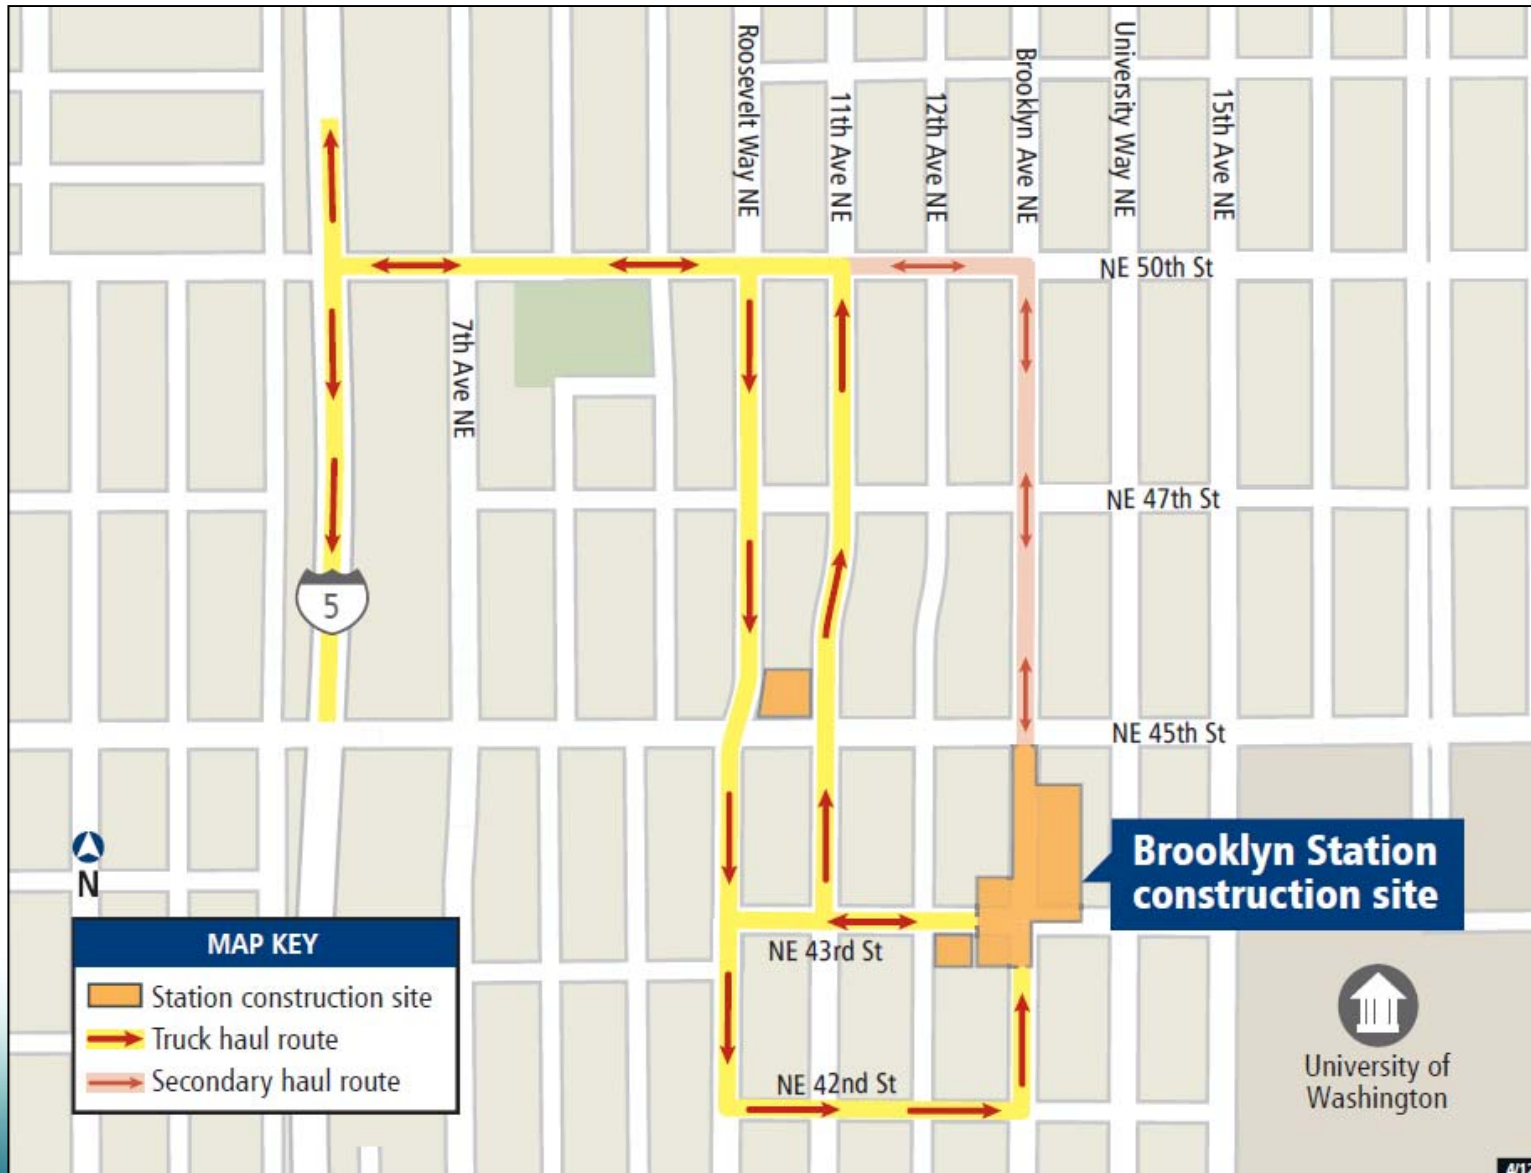 Roosevelt Way NE
11th Ave NE
12th Ave NE
Brooklyn Ave NE
University Way NE
15th Ave NE
NE 50th St
7th Ave NE
NE 47th St
5
NE 45th St
Brooklyn Station
construction site
N
MAP KEY
Station construction site
Truck haul route
Secondary haul route
NE 43rd St
NE 42nd St
University of
Washington